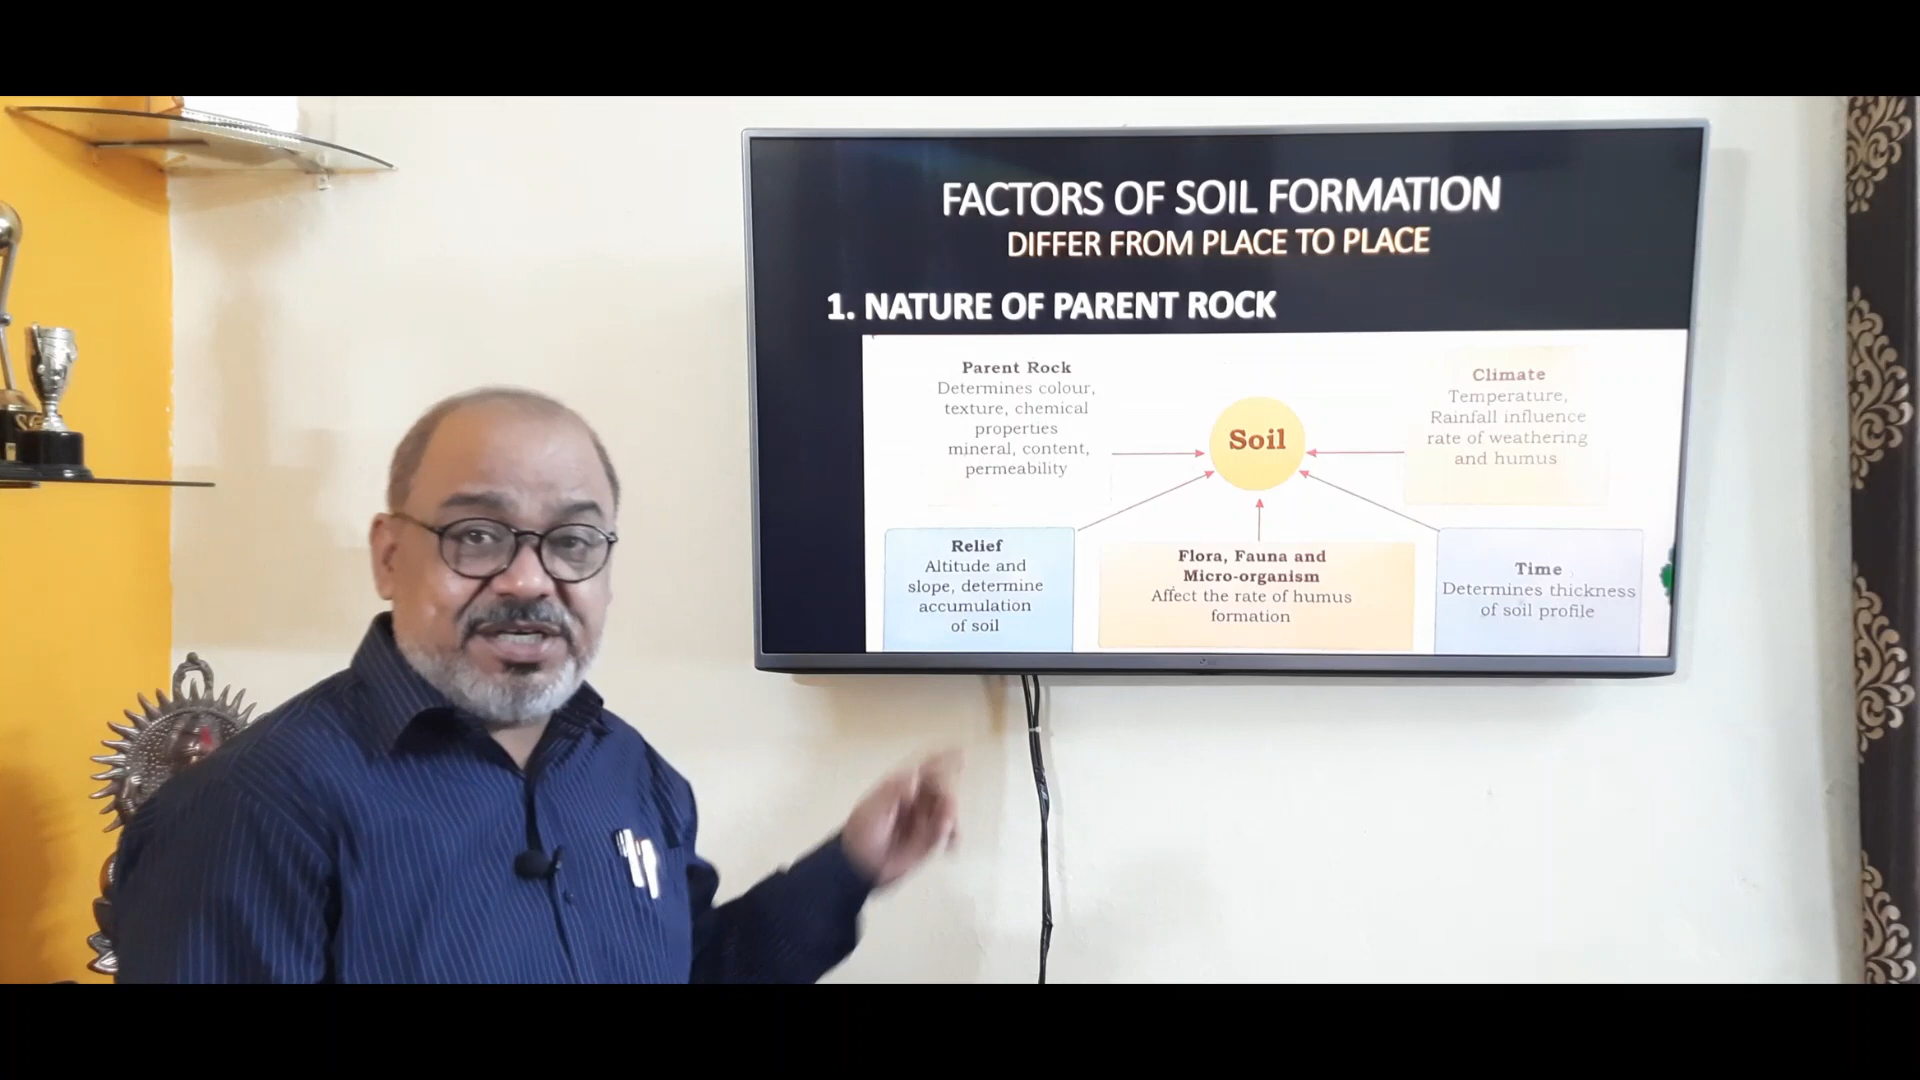 FACTORS OF SOIL FORMATION
DIFFER FROM PLACE TO PLACE
1. NATURE OF PARENT ROCK
Parent Rock
Determines colour,
texture, chemical
properties
mineral, content,
permeability
Soil
Climate
Temperature,
Rainfall influence
rate of weathering
and humus
Relief
Altitude and
slope, determine
accumulation
of soil
Flora, Fauna and
Micro-organism
Affect the rate of humus
formation
Time
Determines thickness
of soil profile